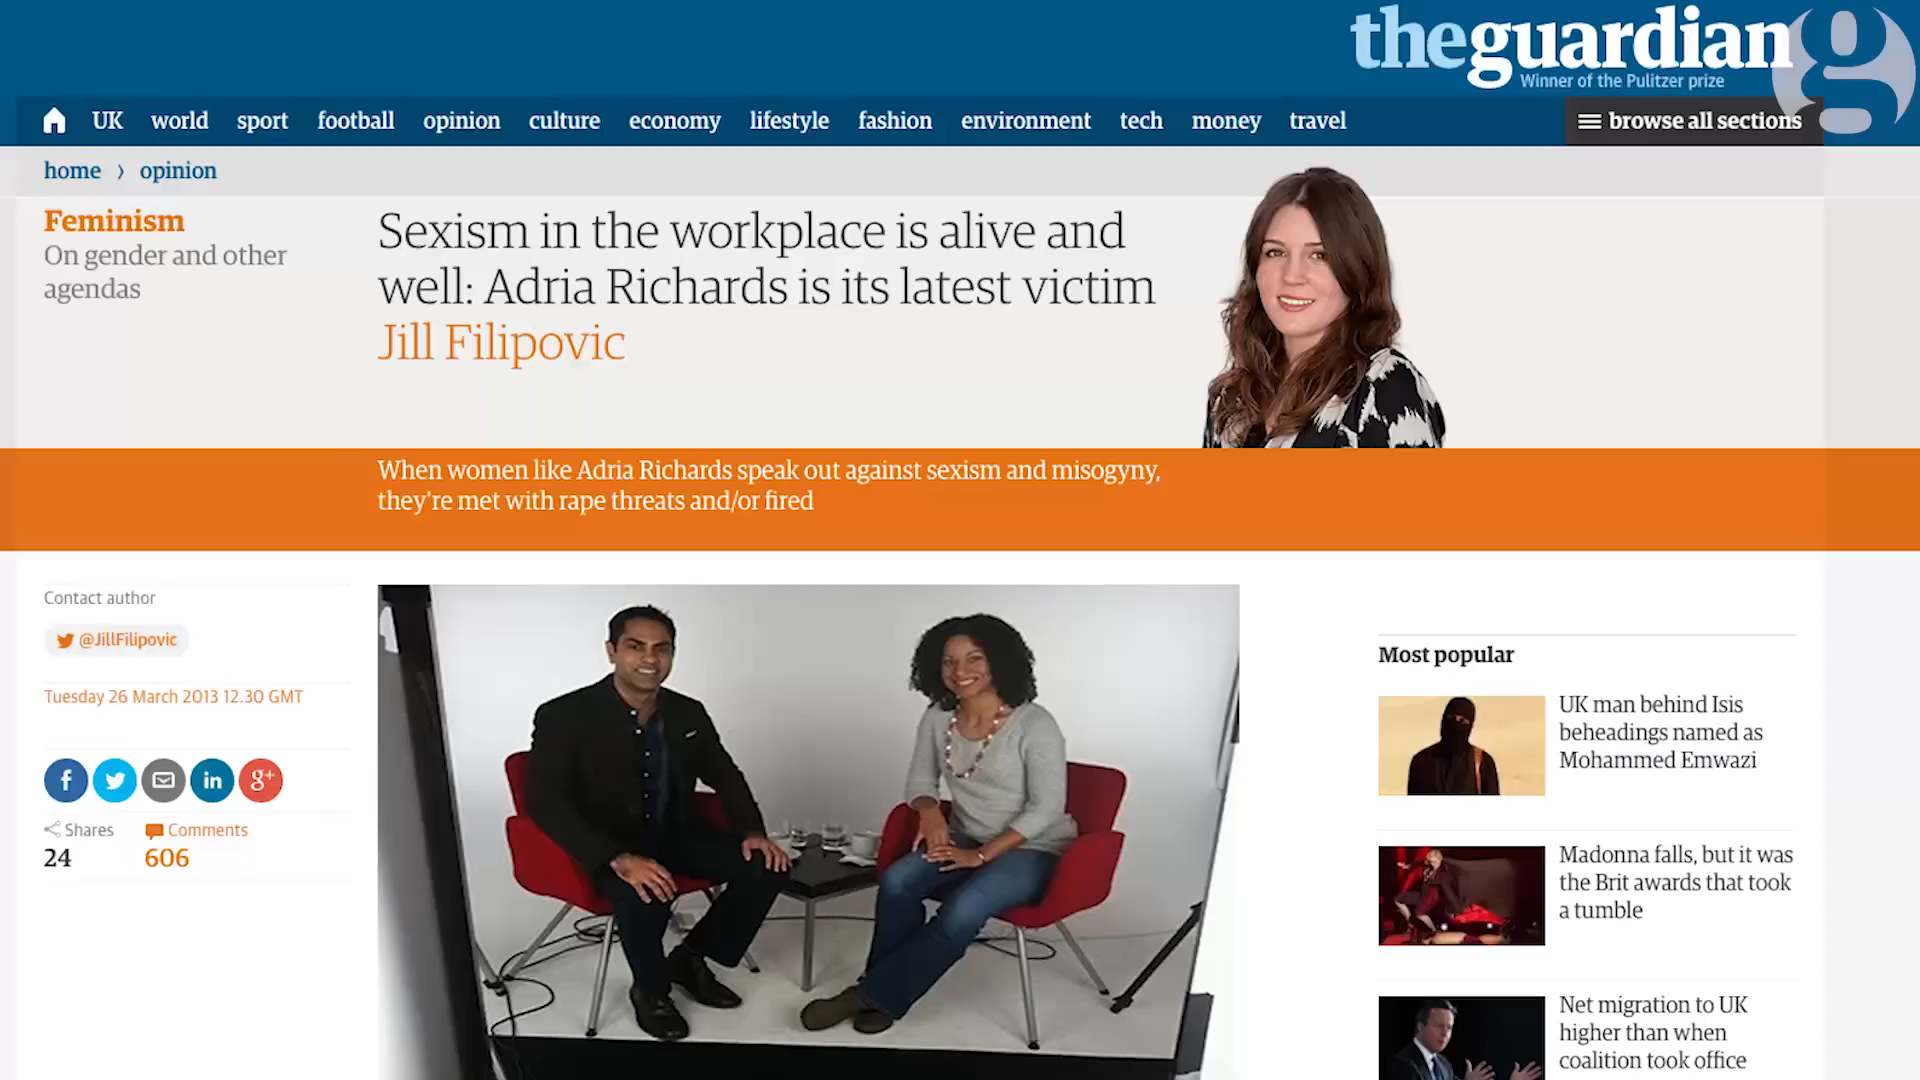 theguardian
Winner of the Pulitzer prize
g
UK world sport football opinion culture economy lifestyle fashion environment tech money travel
browse all sections
home › opinion
Feminism
On gender and other
agendas
Sexism in the workplace is alive and
well: Adria Richards is its latest victim
Jill Filipovic
When women like Adria Richards speak out against sexism and misogyny,
they're met with rape threats and/or fired
Contact author
@JillFilipovic
Tuesday 26 March 2013 12.30 GMT
f
in
g+
Shares
24
Comments
606
Most popular
UK man behind Isis
beheadings named as
Mohammed Emwazi
Madonna falls, but it was
the Brit awards that took
a tumble
Net migration to UK
higher than when
coalition took office